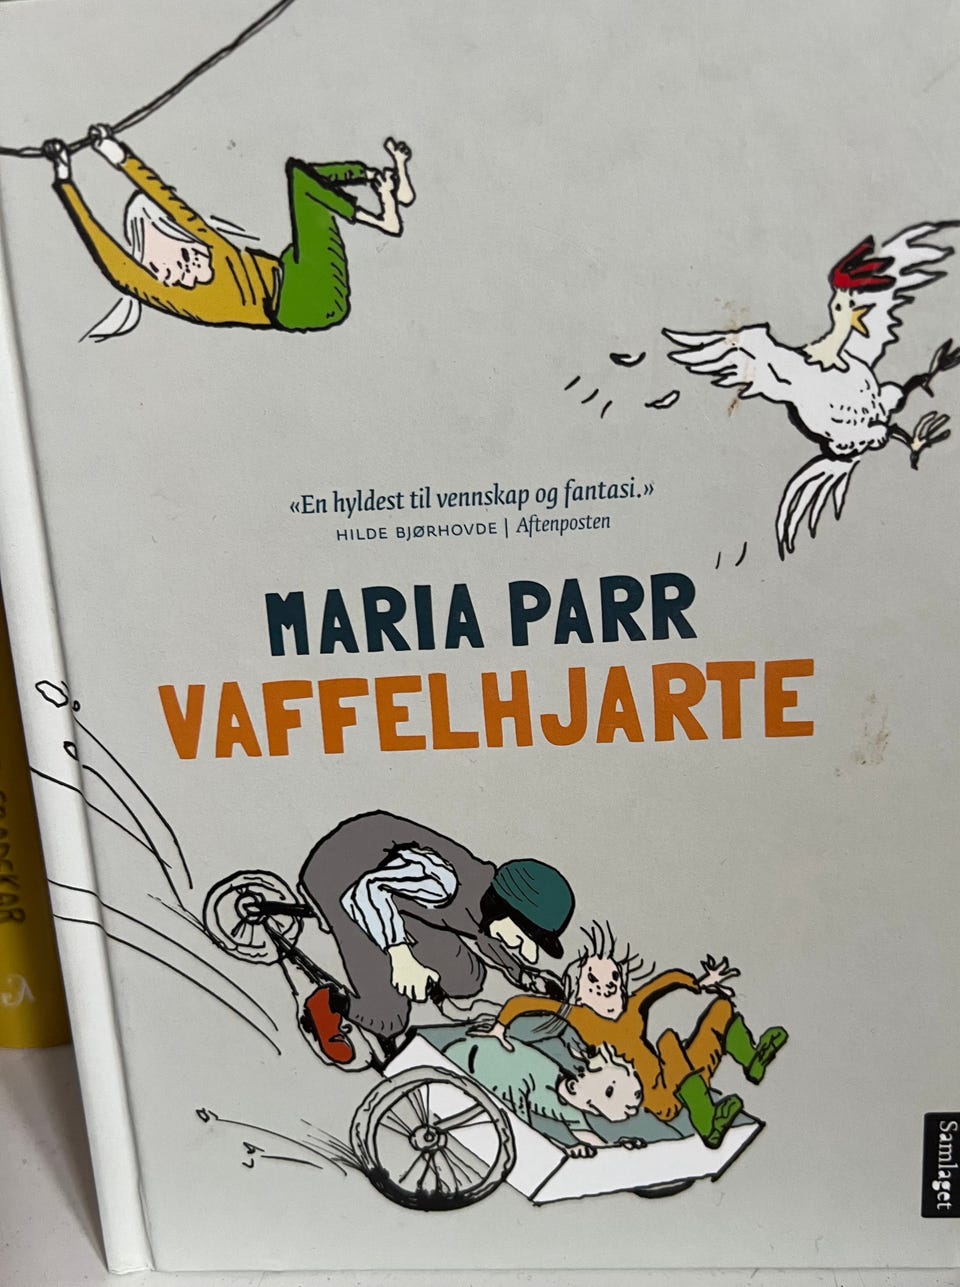 «En hyldest til vennskap og fantasi.»
HILDE BJØRHOVDE | Aftenposten
MARIA PARR
VAFFELHJARTE
Samlaget